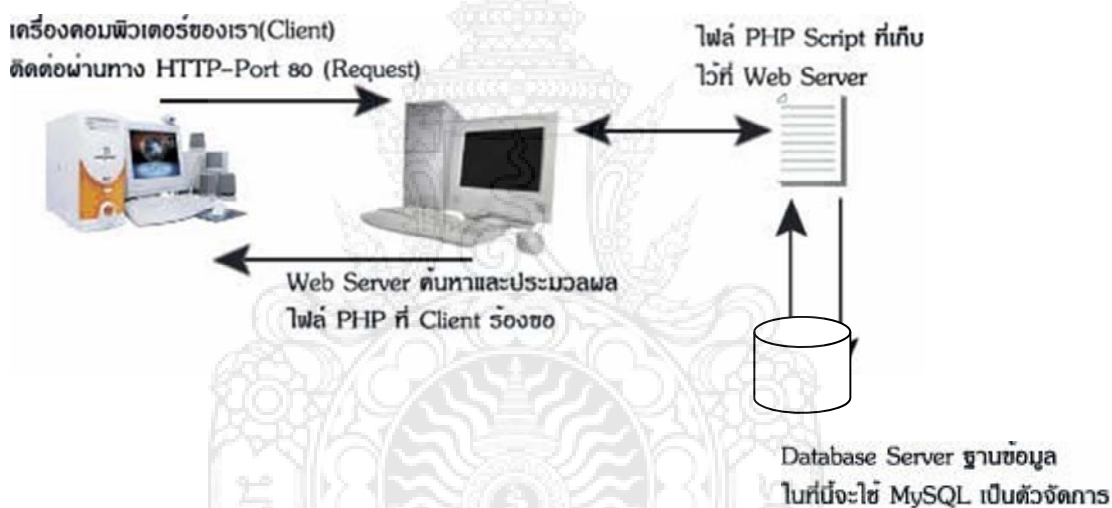 เครื่องคอมพิวเตอร์ของเรา(Client)
ติดต่อผ่านทาง HTTP-Port 80 (Request)
ไฟล์ PHP Script ที่เก็บ
ไว้ที่ Web Server
Web Server ค้นหาและประมวลผล
ไฟล์ PHP ที่ Client ร้องขอ
Database Server ฐานข้อมูล
ในที่นี้จะใช้ MySQL เป็นตัวจัดการ